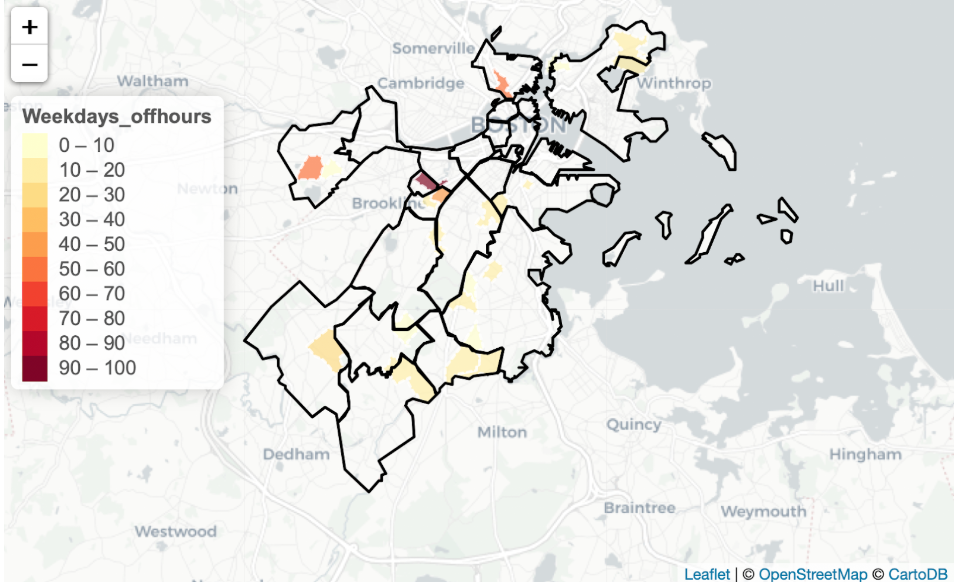 +
−
Somerville
Waltham
Cambridge
Winthrop
Weekdays_offhours
0 – 10
10 – 20
20 – 30
30 – 40
40 – 50
50 – 60
60 – 70
70 – 80
80 – 90
90 – 100
BOSTON
Newton
Brookline
Hull
Needham
Milton
Quincy
Dedham
Hingham
Braintree
Weymouth
Westwood
Leaflet | © OpenStreetMap © CartoDB